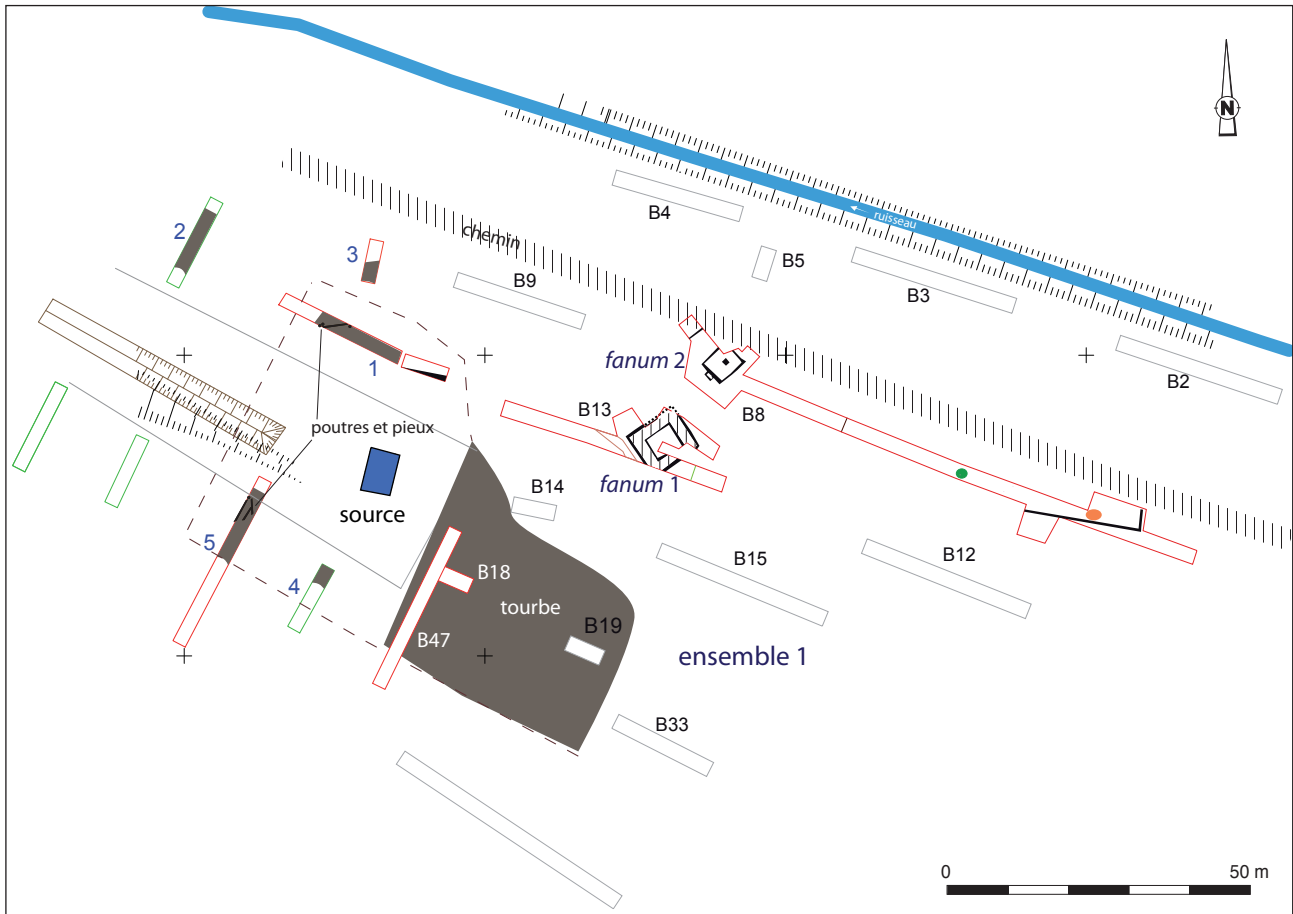 N
B4
ruisseau
2
chemin
3
B5
B9
B3
fanum 2
B2
1
B13
B8
poutres et pieux
fanum 1
B14
source
5
B15
B12
4
B18
tourbe
B19
B47
ensemble 1
B33
0
50 m